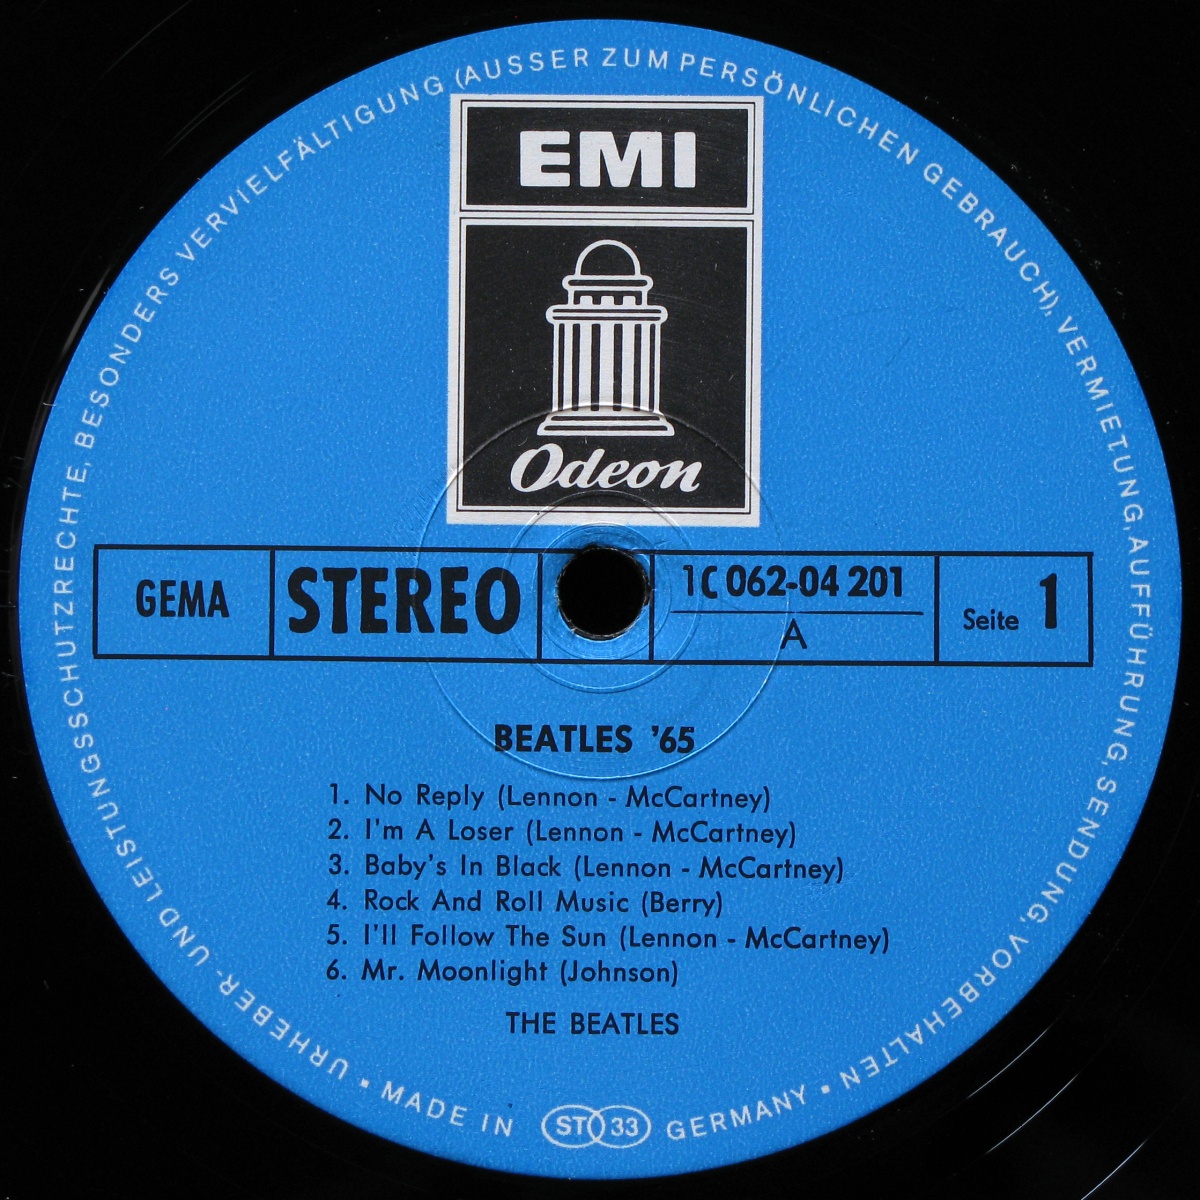 URHEBER- UND LEISTUNGSSCHUTZRECHTE, BESONDERS VERVIELFÄLTIGUNG (AUSSER ZUM PERSÖNLICHEN GEBRAUCH), VERMIETUNG, AUFFÜHRUNG, SENDUNG, VORBEHALTEN
EMI
Odeon
GEMA
STEREO
1C 062-04 201
A
Seite 1
BEATLES '65
1. No Reply (Lennon - McCartney)
2. I'm A Loser (Lennon - McCartney)
3. Baby's In Black (Lennon - McCartney)
4. Rock And Roll Music (Berry)
5. I'll Follow The Sun (Lennon - McCartney)
6. Mr. Moonlight (Johnson)
THE BEATLES
▪ MADE IN ST 33 GERMANY ▪